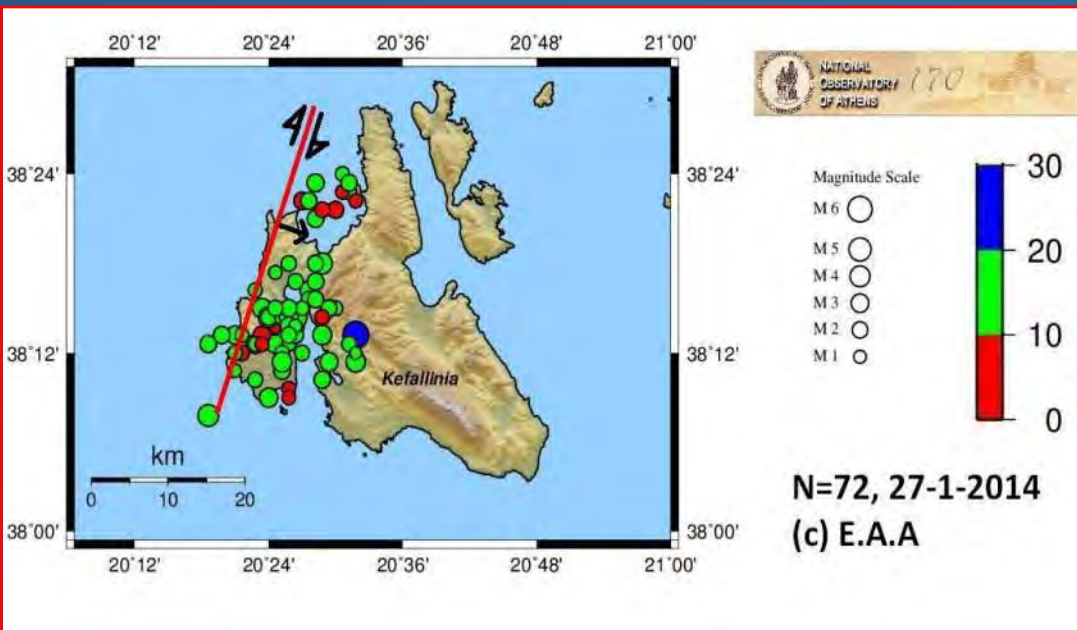 20˚12' 20˚24' 20˚36' 20˚48' 21˚00'
38˚24' 38˚24'
38˚12' 38˚12'
38˚00' 38˚00'
20˚12' 20˚24' 20˚36' 20˚48' 21˚00'
Kefallinia
km
0 10 20
NATIONAL
OBSERVATORY
OF ATHENS
170
Magnitude Scale
M 6
M 5
M 4
M 3
M 2
M 1
30
20
10
0
N=72, 27-1-2014
(c) E.A.A